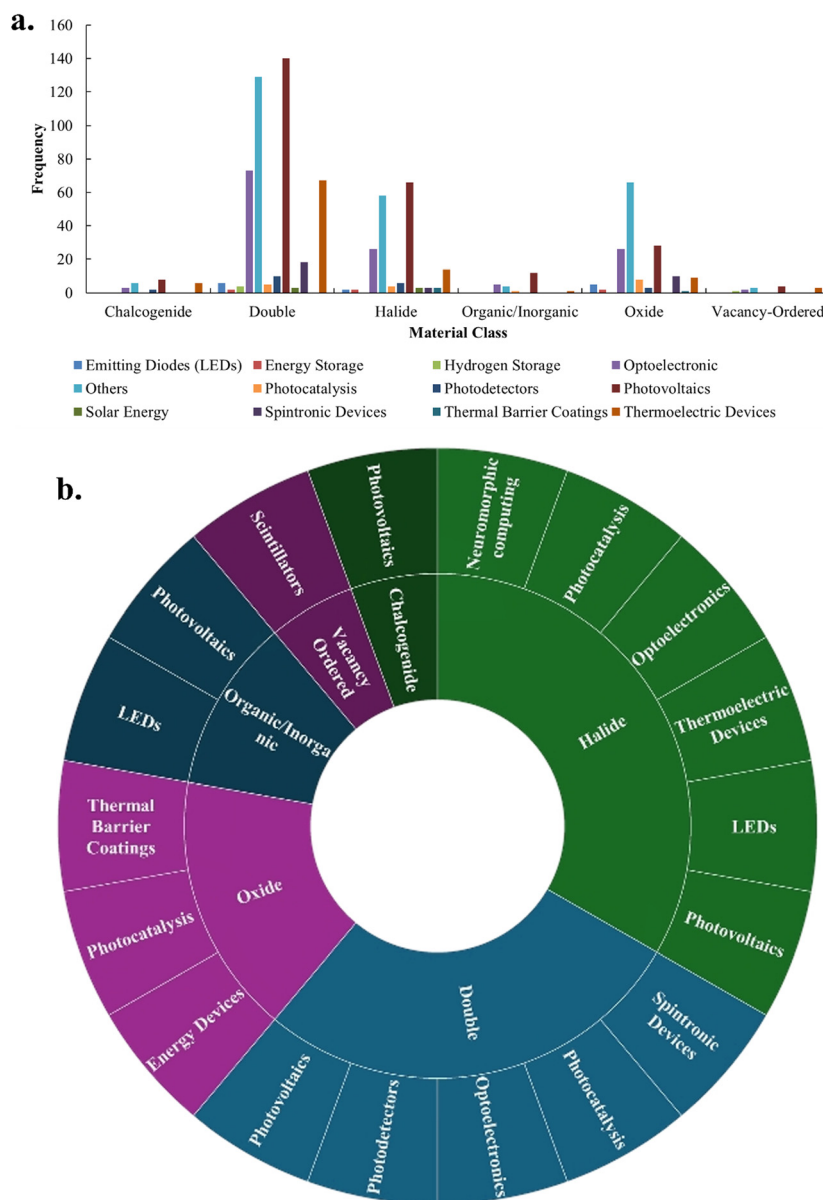 a.
160
140
120
100
80
60
40
20
0
Frequency
Chalcogenide Double Halide Organic/Inorganic Oxide Vacancy-Ordered
Material Class
Emitting Diodes (LEDs) Energy Storage Hydrogen Storage Optoelectronic
Others Photocatalysis Photodetectors Photovoltaics
Solar Energy Spintronic Devices Thermal Barrier Coatings Thermoelectric Devices
b.
Neuromorphic
computing
Photocatalysis
Optoelectronics
Thermoelectric
Devices
LEDs
Photovoltaics
Halide
Spintronic
Devices
Photocatalysis
Optoelectronics
Photodetectors
Photovoltaics
Double
Energy Devices
Photocatalysis
Thermal
Barrier
Coatings
Oxide
LEDs
Photovoltaics
Organic/Inorga
nic
Scintillators
Vacancy
Ordered
Photovoltaics
Chalcogenide